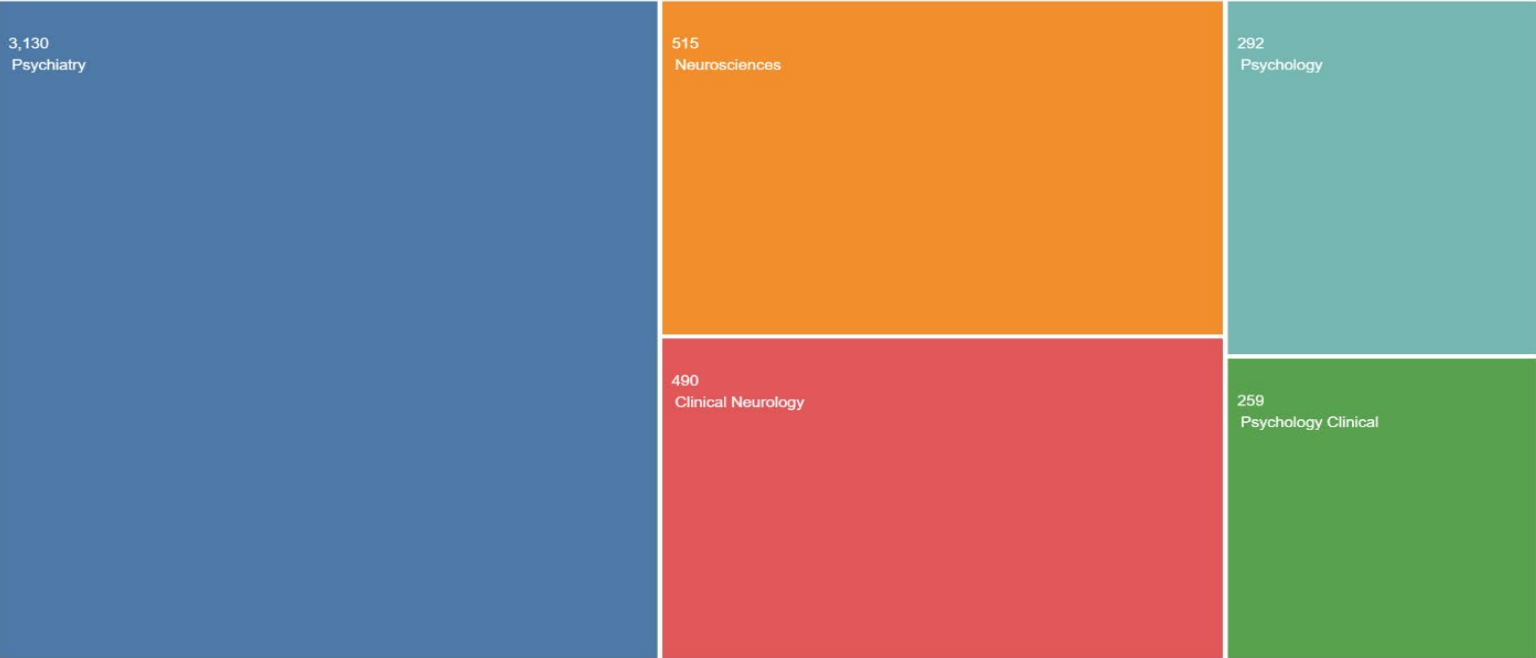 3,130
Psychiatry
515
Neurosciences
490
Clinical Neurology
292
Psychology
259
Psychology Clinical